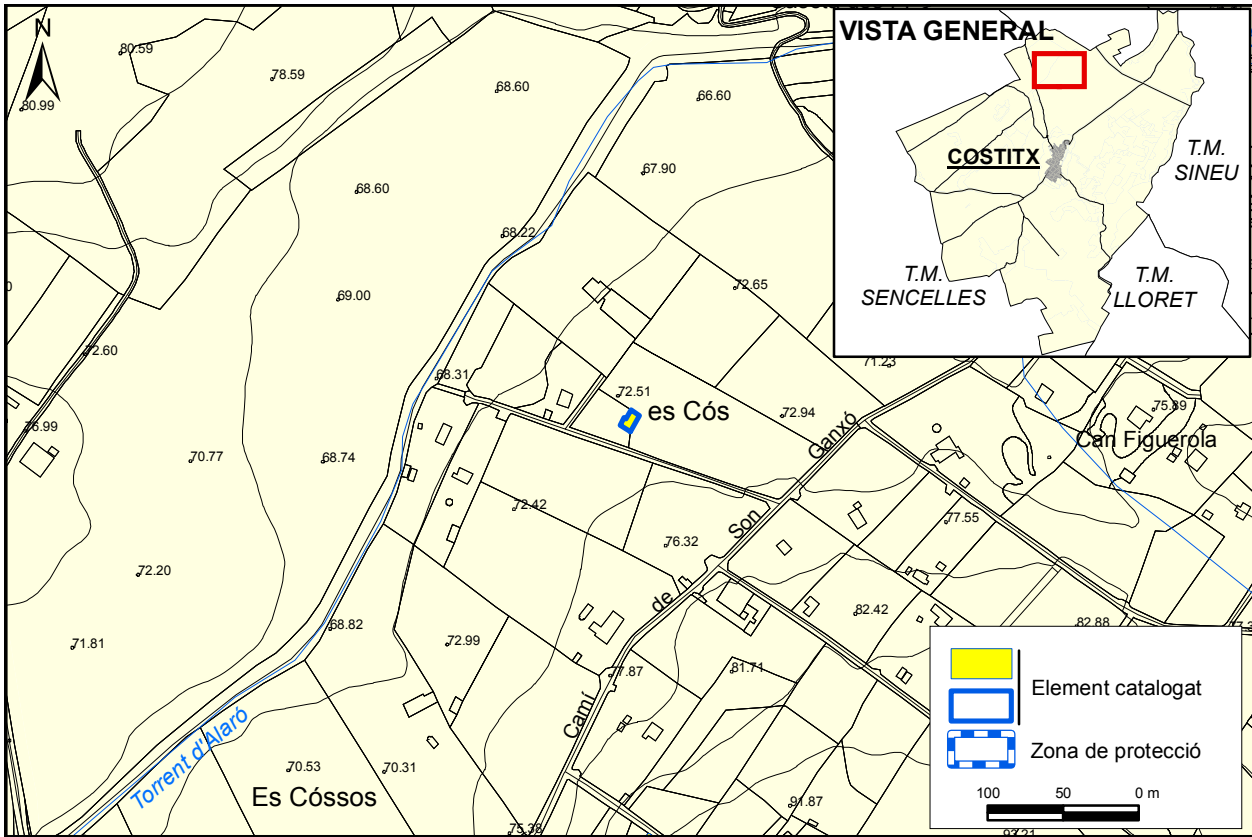 N
80.59
78.59
80.99
68.60
66.60
67.90
68.60
68.22
69.00
72.65
72.60
68.31
71.23
72.51
es Cós
72.94
75.89
Can Figuerola
76.99
70.77
68.74
72.42
77.55
76.32
Camí de Son Ganxó
72.20
82.42
82.88
68.82
71.81
72.99
77.87
81.71
Torrent d'Alaró
70.53
70.31
Es Cóssos
91.87
75.38
93.21
VISTA GENERAL
COSTITX
T.M.
SINEU
T.M.
SENCELLES
T.M.
LLORET
Element catalogat
Zona de protecció
100 50 0 m